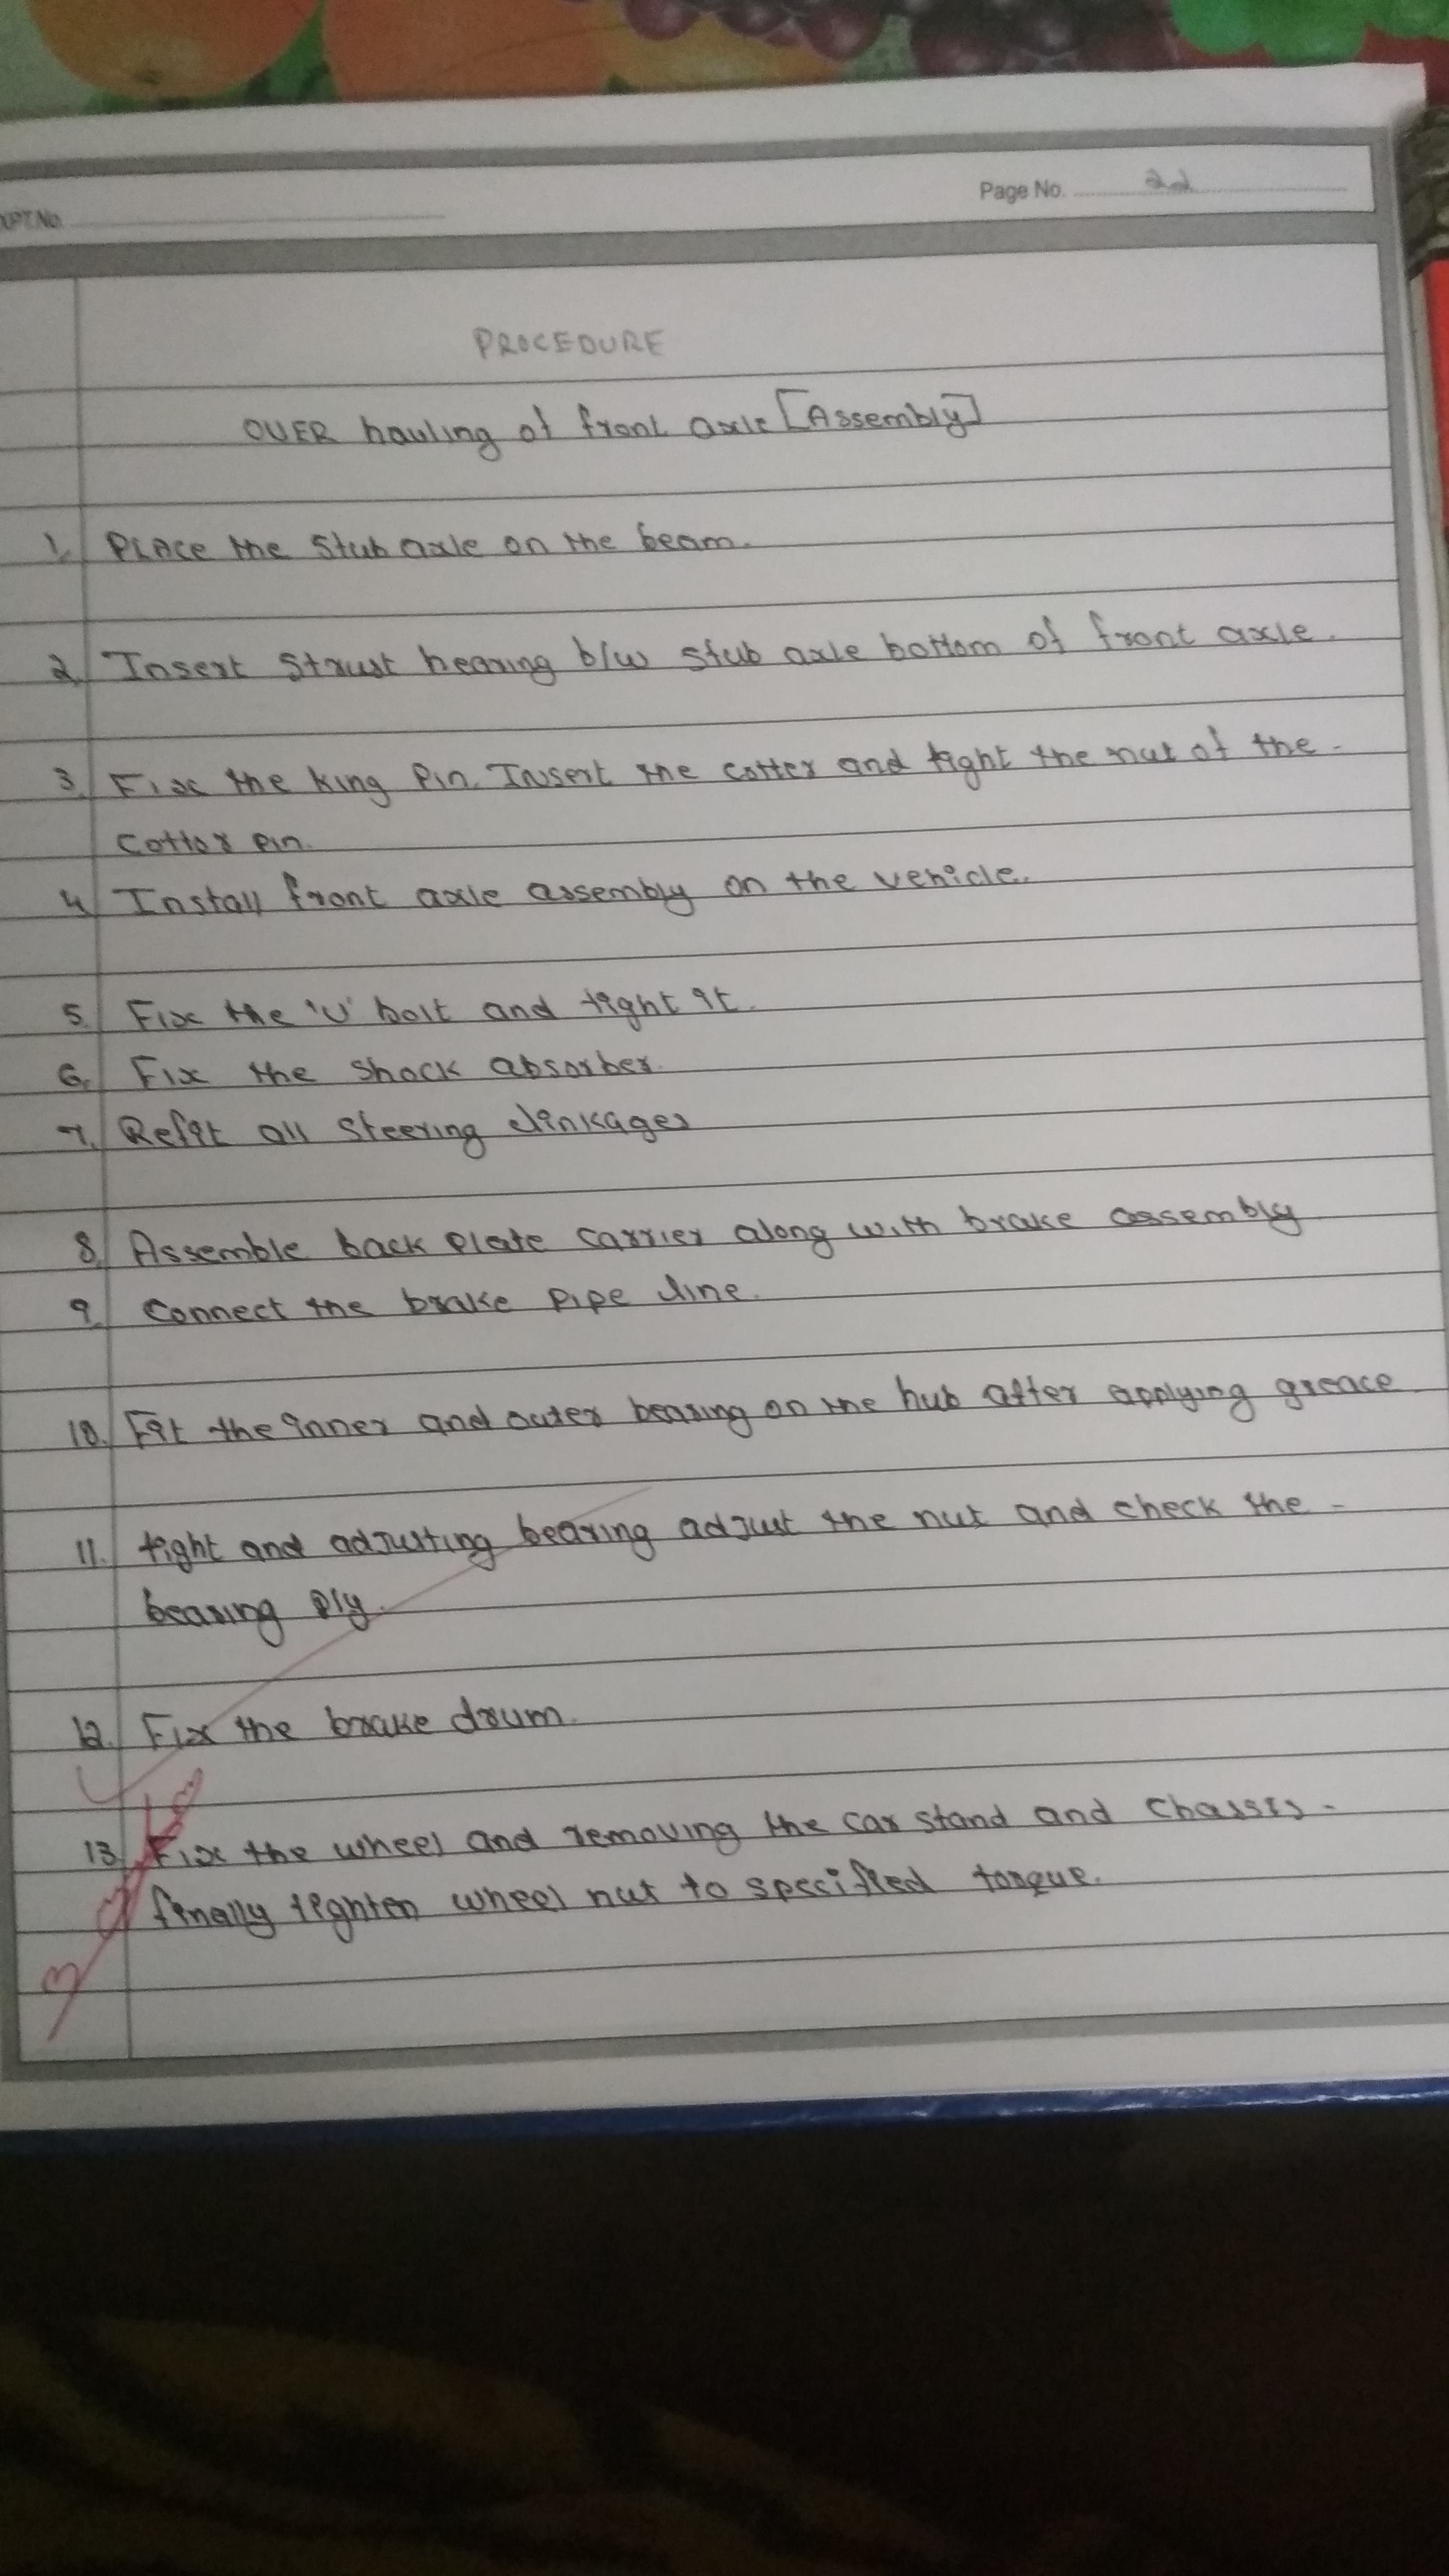 Page No. 22
EXPT.No.
PROCEDURE
OVER hauling of front axle [Assembly]
1. Place the Stub axle on the beam.
2. Insert Strust bearing b/w stub axle bottom of front axle.
3. Fix the king Pin. Insert the cotter and tight the nut of the -
cottor pin.
4. Install front axle assembly on the vehicle.
5. Fix the 'U' bolt and tight it.
6. Fix the shock absorber.
7. Refit all steering linkages
8. Assemble back plate carrier along with brake assembly
9. connect the brake pipe line.
10. Fit the inner and outer bearing on the hub after applying greace
11. tight and adjusting bearing adjust the nut and check the -
bearing ply.
12. Fix the brake drum.
13. Fix the wheel and removing the car stand and chassis -
finally tighten wheel nut to specified torque.